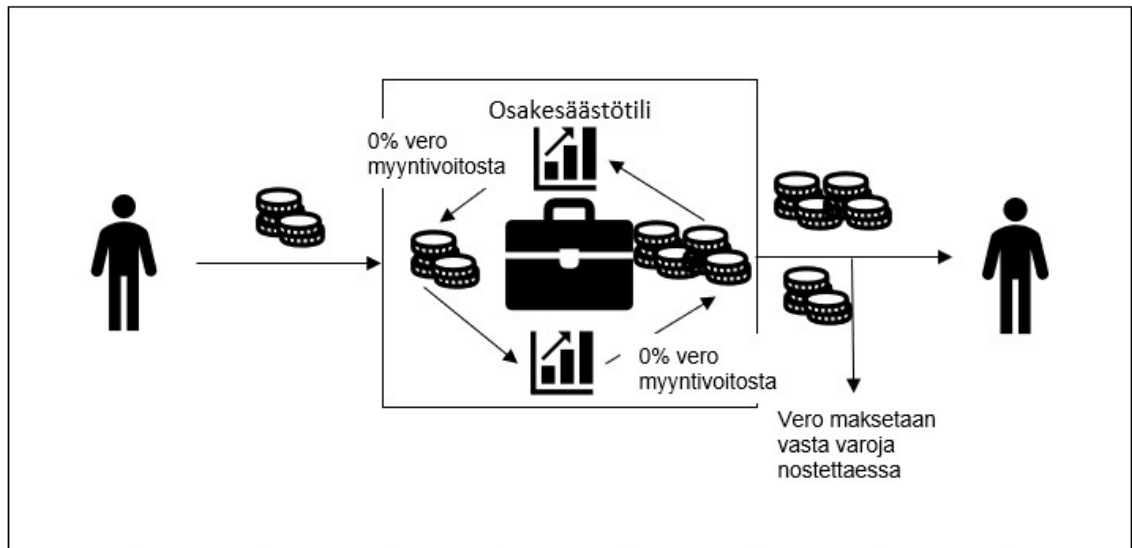 Osakesäästötili
0% vero
myyntivoitosta
0% vero
myyntivoitosta
Vero maksetaan
vasta varoja
nostettaessa